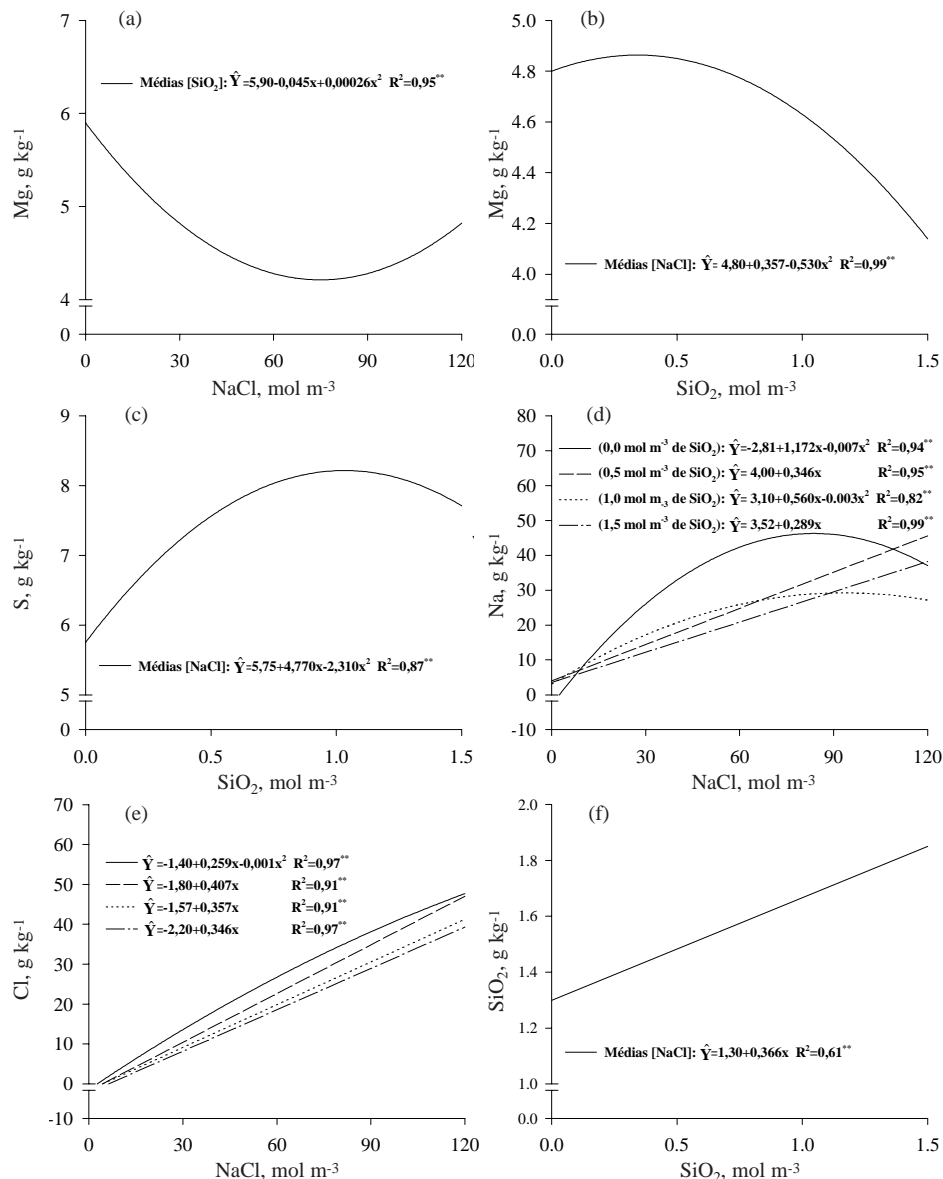 (a)
7
6
5
4
0
Mg, g kg-1
Médias [SiO2]: Ŷ=5,90-0,045x+0,00026x2 R2=0,95**
0 30 60 90 120
NaCl, mol m-3
(b)
5.0
4.8
4.6
4.4
4.2
4.0
0.0
Mg, g kg-1
Médias [NaCl]: Ŷ= 4,80+0,357-0,530x2 R2=0,99**
0.0 0.5 1.0 1.5
SiO2, mol m-3
(c)
9
8
7
6
5
0
S, g kg-1
Médias [NaCl]: Ŷ=5,75+4,770x-2,310x2 R2=0,87**
0.0 0.5 1.0 1.5
SiO2, mol m-3
(d)
80
70
60
50
40
30
20
10
0
-10
Na, g kg-1
(0,0 mol m-3 de SiO2): Ŷ=-2,81+1,172x-0,007x2 R2=0,94**
(0,5 mol m-3 de SiO2): Ŷ= 4,00+0,346x R2=0,95**
(1,0 mol m-3 de SiO2): Ŷ= 3,10+0,560x-0.003x2 R2=0,82**
(1,5 mol m-3 de SiO2): Ŷ= 3,52+0,289x R2=0,99**
0 30 60 90 120
NaCl, mol m-3
(e)
70
60
50
40
30
20
10
0
-10
Cl, g kg-1
Ŷ=-1,40+0,259x-0,001x2 R2=0,97**
Ŷ=-1,80+0,407x R2=0,91**
Ŷ=-1,57+0,357x R2=0,91**
Ŷ=-2,20+0,346x R2=0,97**
0 30 60 90 120
NaCl, mol m-3
(f)
2.0
1.8
1.6
1.4
1.2
1.0
0.0
SiO2, g kg-1
Médias [NaCl]: Ŷ=1,30+0,366x R2=0,61**
0.0 0.5 1.0 1.5
SiO2, mol m-3